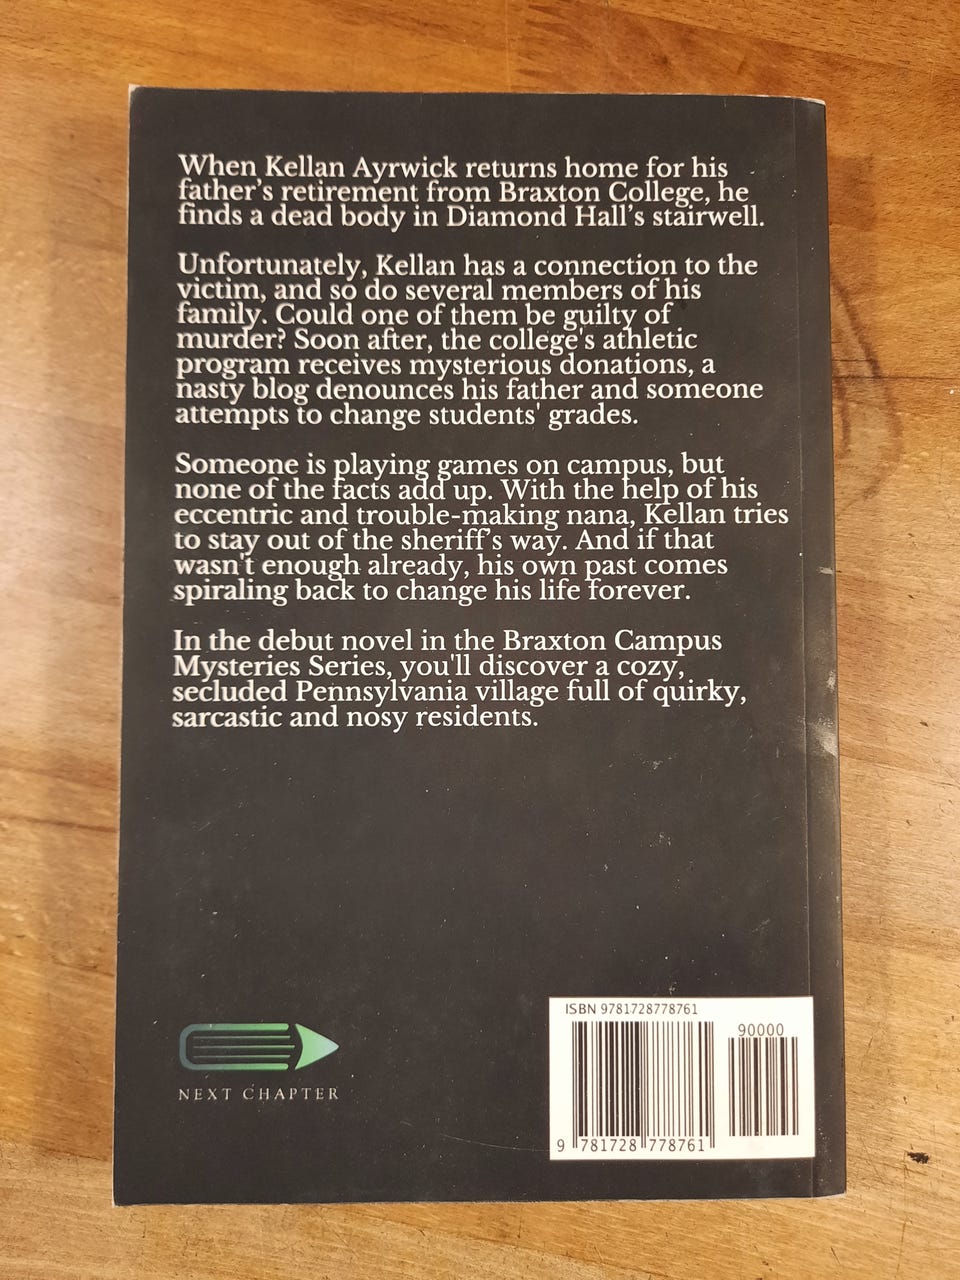 When Kellan Ayrwick returns home for his
father’s retirement from Braxton College, he
finds a dead body in Diamond Hall’s stairwell.
Unfortunately, Kellan has a connection to the
victim, and so do several members of his
family. Could one of them be guilty of
murder? Soon after, the college's athletic
program receives mysterious donations, a
nasty blog denounces his father and someone
attempts to change students' grades.
Someone is playing games on campus, but
none of the facts add up. With the help of his
eccentric and trouble-making nana, Kellan tries
to stay out of the sheriff’s way. And if that
wasn't enough already, his own past comes
spiraling back to change his life forever.
In the debut novel in the Braxton Campus
Mysteries Series, you'll discover a cozy,
secluded Pennsylvania village full of quirky,
sarcastic and nosy residents.
NEXT CHAPTER
ISBN 9781728778761
90000
9 781728 778761